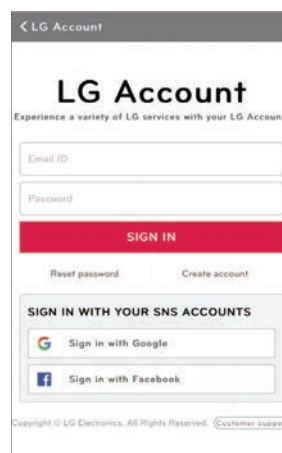 LG Account
LG Account
Experience a variety of LG services with your LG Accoun
Email ID
Password
SIGN IN
Reset password
Create account
SIGN IN WITH YOUR SNS ACCOUNTS
G Sign in with Google
f Sign in with Facebook
Copyright © LG Electronics. All Rights Reserved. Customer suppo